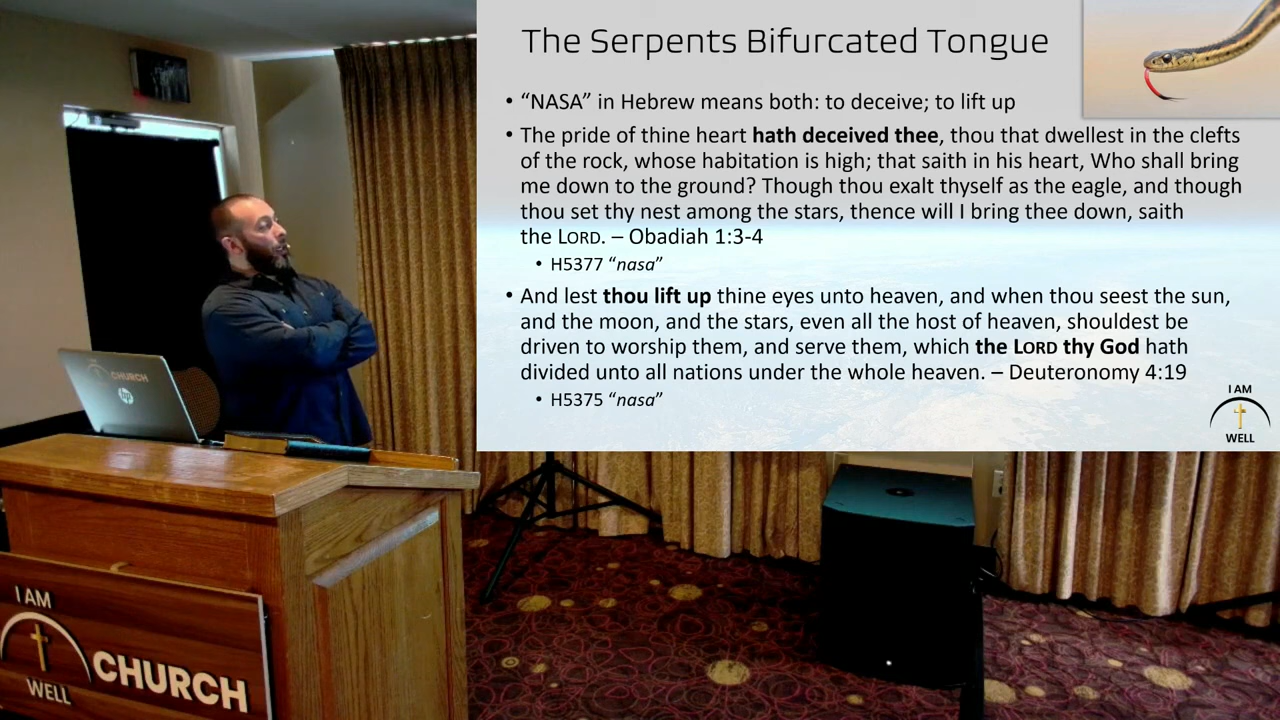 The Serpents Bifurcated Tongue
• “NASA” in Hebrew means both: to deceive; to lift up
• The pride of thine heart hath deceived thee, thou that dwellest in the clefts
of the rock, whose habitation is high; that saith in his heart, Who shall bring
me down to the ground? Though thou exalt thyself as the eagle, and though
thou set thy nest among the stars, thence will I bring thee down, saith
the LORD. – Obadiah 1:3-4
• H5377 “nasa”
• And lest thou lift up thine eyes unto heaven, and when thou seest the sun,
and the moon, and the stars, even all the host of heaven, shouldest be
driven to worship them, and serve them, which the LORD thy God hath
divided unto all nations under the whole heaven. – Deuteronomy 4:19
• H5375 “nasa”
I AM
WELL
CHURCH
hp
I AM
WELL
CHURCH